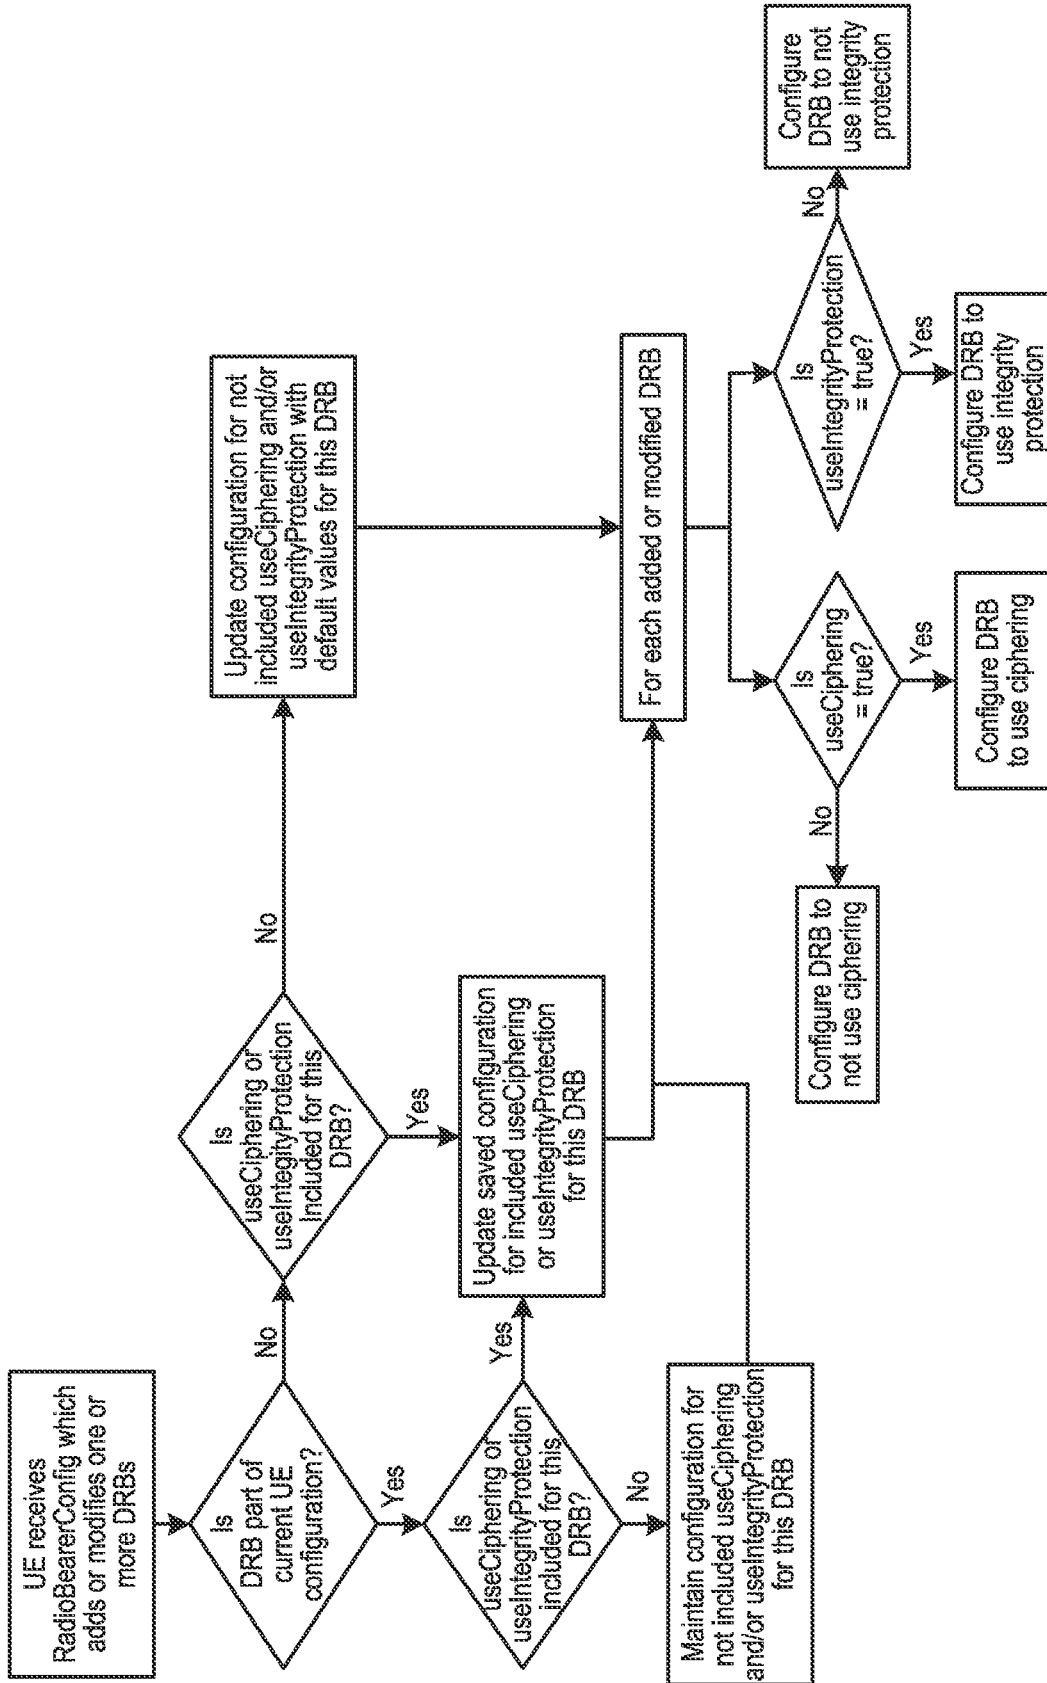 UE receives
RadioBearerConfig which
adds or modifies one or
more DRBs
Is
DRB part of
current UE
configuration?
No
Yes
Is
useCiphering or
useIntegrityProtection
Included for this
DRB?
No
Yes
Update configuration for not
included useCiphering and/or
useIntegrityProtection with
default values for this DRB
Is
useCiphering or
useIntegrityProtection
included for this
DRB?
Yes
No
Update saved configuration
for included useCiphering
or useIntegrityProtection
for this DRB
Maintain configuration for
not included useCiphering
and/or useIntegrityProtection
for this DRB
For each added or modified DRB
Is
useCiphering
= true?
No
Yes
Configure DRB to
not use ciphering
Configure DRB
to use ciphering
Is
useIntegrityProtection
= true?
No
Yes
Configure
DRB to not
use integrity
protection
Configure DRB to
use integrity
protection